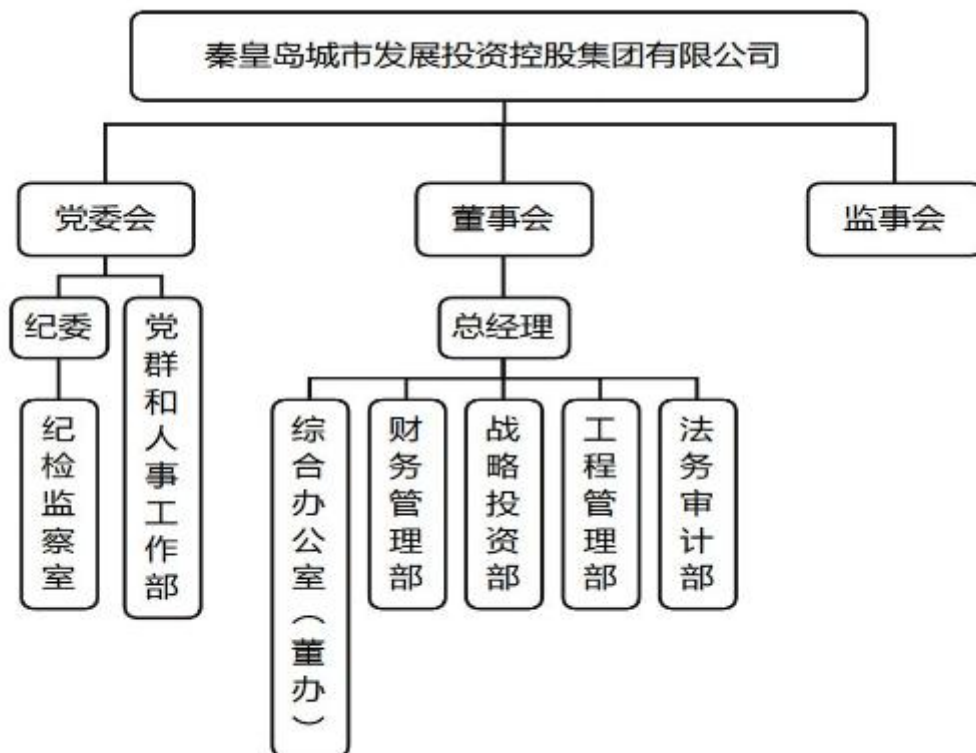 秦皇岛城市发展投资控股集团有限公司
党委会
董事会
监事会
纪委
党群和人事工作部
总经理
纪检监察室
综合办公室（董办）
财务管理部
战略投资部
工程管理部
法务审计部